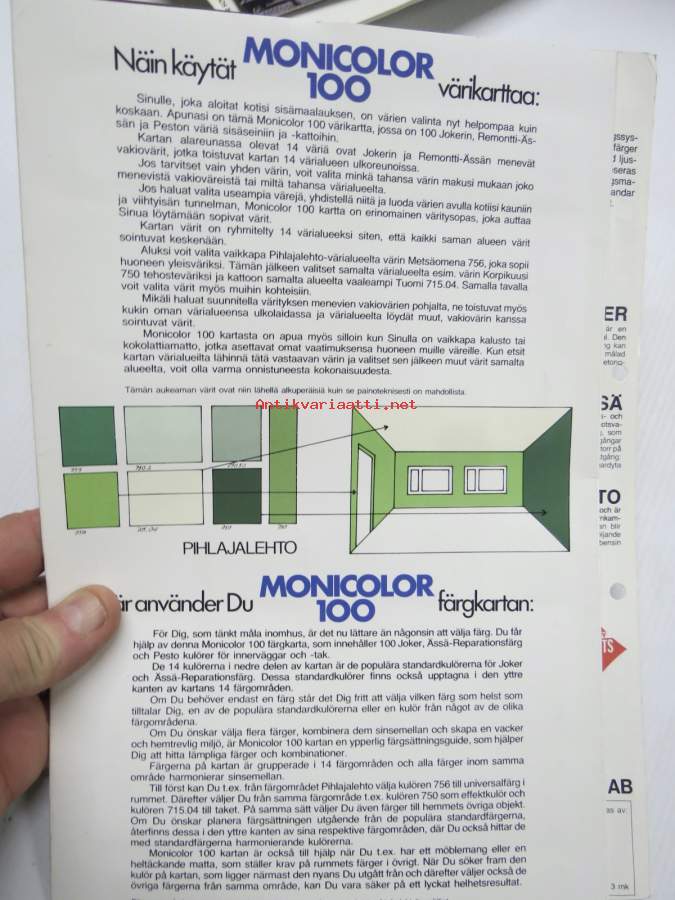 Näin käytät MONICOLOR 100 värikarttaa:
Sinulle, joka aloitat kotisi sisämaalauksen, on värien valinta nyt helpompaa kuin
koskaan. Apunasi on tämä Monicolor 100 värikartta, jossa on 100 Jokerin, Remontti-Äs-
sän ja Peston väriä sisäseiniin ja -kattoihin.
Kartan alareunassa olevat 14 väriä ovat Jokerin ja Remontti-Ässän menevät
vakiovärit, jotka toistuvat kartan 14 värialueen ulkoreunoissa.
Jos tarvitset vain yhden värin, voit valita minkä tahansa värin makusi mukaan joko
menevistä vakioväreistä tai miltä tahansa värialueelta.
Jos haluat valita useampia värejä, yhdistellä niitä ja luoda värien avulla kotiisi kauniin
ja viihtyisän tunnelman, Monicolor 100 kartta on erinomainen väritysopas, joka auttaa
Sinua löytämään sopivat värit.
Kartan värit on ryhmitelty 14 värialueeksi siten, että kaikki saman alueen värit
sointuvat keskenään.
Aluksi voit valita vaikkapa Pihlajalehto-värialueelta värin Metsäomena 756, joka sopii
huoneen yleisväriksi. Tämän jälkeen valitset samalta värialueelta esim. värin Korpikuusi
750 tehosteväriksi ja kattoon samalta alueelta vaaleampi Tuomi 715.04. Samalla tavalla
voit valita värit myös muihin kohteisiin.
Mikäli haluat suunnitella värityksen menevien vakiovärien pohjalta, ne toistuvat myös
kukin oman värialueensa ulkolaidassa ja värialueelta löydät muut, vakiovärin kanssa
sointuvat värit.
Monicolor 100 kartasta on apua myös silloin kun Sinulla on vaikkapa kalusto tai
kokolattiamatto, jotka asettavat omat vaatimuksensa huoneen muille väreille. Kun etsit
kartan värialueilta lähinnä tätä vastaavan värin ja valitset sen jälkeen muut värit samalta
alueelta, voit olla varma onnistuneesta kokonaisuudesta.
Tämän aukeaman värit ovat niin lähellä alkuperäisiä kuin se painoteknisesti on mahdollista.
Antikvariaatti.net
PIHLAJALEHTO
är använder Du MONICOLOR 100 färgkartan:
För Dig, som tänkt måla inomhus, är det nu lättare än någonsin att välja färg. Du får
hjälp av denna Monicolor 100 färgkarta, som innehåller 100 Joker, Ässä-Reparationsfärg
och Pesto kulörer för innerväggar och -tak.
De 14 kulörerna i nedre delen av kartan är de populära standardkulörerna för Joker
och Ässä-Reparationsfärg. Dessa standardkulörer finns också upptagna i den yttre
kanten av kartans 14 färgområden.
Om Du behöver endast en färg står det Dig fritt att välja vilken färg som helst som
tilltalar Dig, en av de populära standardkulörerna eller en kulör från något av de olika
färgområdena.
Om Du önskar välja flera färger, kombinera dem sinsemellan och skapa en vacker
och hemtrevlig miljö, är Monicolor 100 kartan en ypperlig färgsättningsguide, som hjälper
Dig att hitta lämpliga färger och kombinationer.
Färgerna på kartan är grupperade i 14 färgområden och alla färger inom samma
område harmonierar sinsemellan.
Till först kan Du t.ex. från färgområdet Pihlajalehto välja kulören 756 till universalfärg i
rummet. Därefter väljer Du från samma färgområde t.ex. kulören 750 som effektkulör och
kulören 715.04 till taket. På samma sätt väljer Du även färger till hemmets övriga objekt.
Om Du önskar planera färgsättningen utgående från de populära standardfärgerna,
återfinns dessa i den yttre kanten av sina respektive färgområden, där Du också hittar de
med standardfärgerna harmonierande kulörerna.
Monicolor 100 kartan är också till hjälp när Du t.ex. har ett möblemang eller en
heltäckande matta, som ställer krav på rummets färger i övrigt. När Du söker fram den
kulör på kartan, som ligger närmast den nyans Du utgått från och därefter väljer också de
övriga färgerna från samma område, kan Du vara säker på ett lyckat helhetsresultat.
ER
SÄ
TO
TS
AB
3 mk